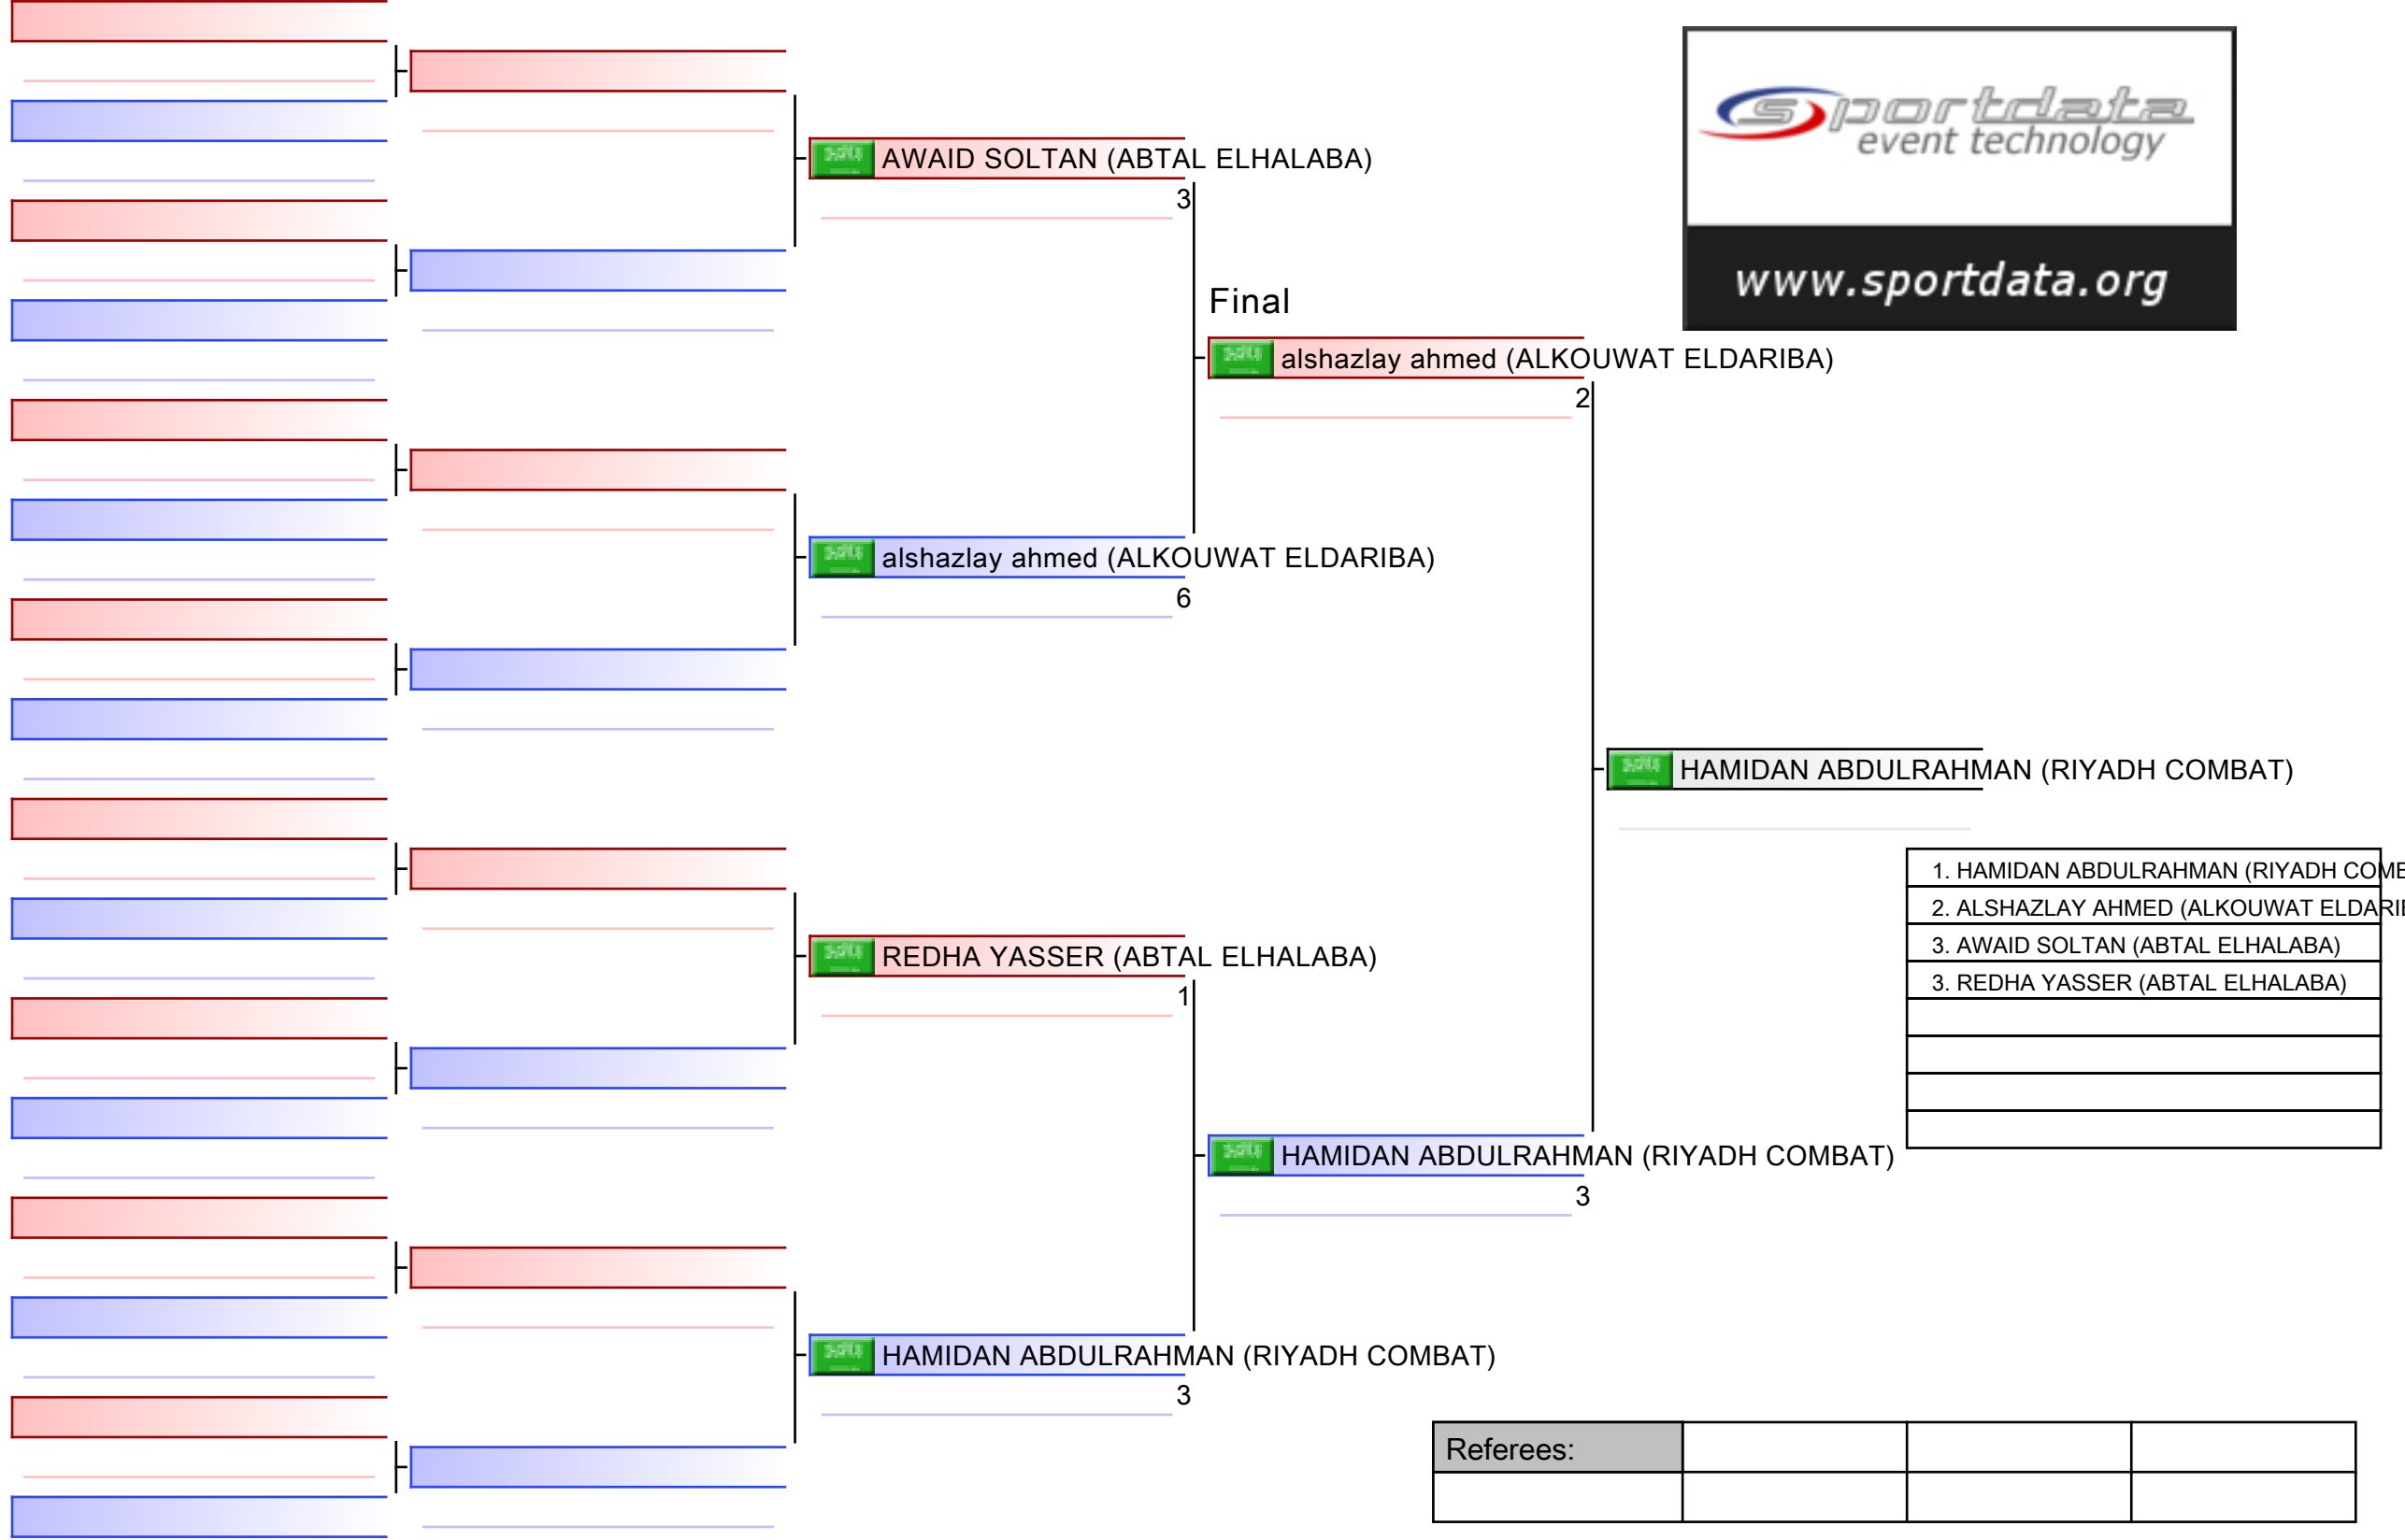 sportdata
event technology
www.sportdata.org
AWAID SOLTAN (ABTAL ELHALABA)
3
Final
alshazlay ahmed (ALKOUWAT ELDARIBA)
2
alshazlay ahmed (ALKOUWAT ELDARIBA)
6
HAMIDAN ABDULRAHMAN (RIYADH COMBAT)
1. HAMIDAN ABDULRAHMAN (RIYADH COMB
2. ALSHAZLAY AHMED (ALKOUWAT ELDARIB
3. AWAID SOLTAN (ABTAL ELHALABA)
3. REDHA YASSER (ABTAL ELHALABA)
REDHA YASSER (ABTAL ELHALABA)
1
HAMIDAN ABDULRAHMAN (RIYADH COMBAT)
3
HAMIDAN ABDULRAHMAN (RIYADH COMBAT)
3
Referees: